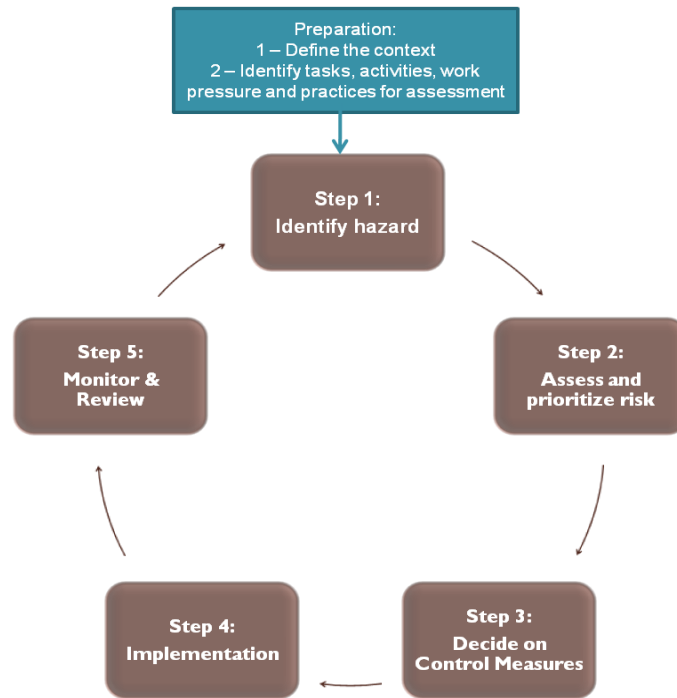 Preparation:
1 – Define the context
2 – Identify tasks, activities, work
pressure and practices for assessment
Step 1:
Identify hazard
Step 2:
Assess and
prioritize risk
Step 3:
Decide on
Control Measures
Step 4:
Implementation
Step 5:
Monitor &
Review